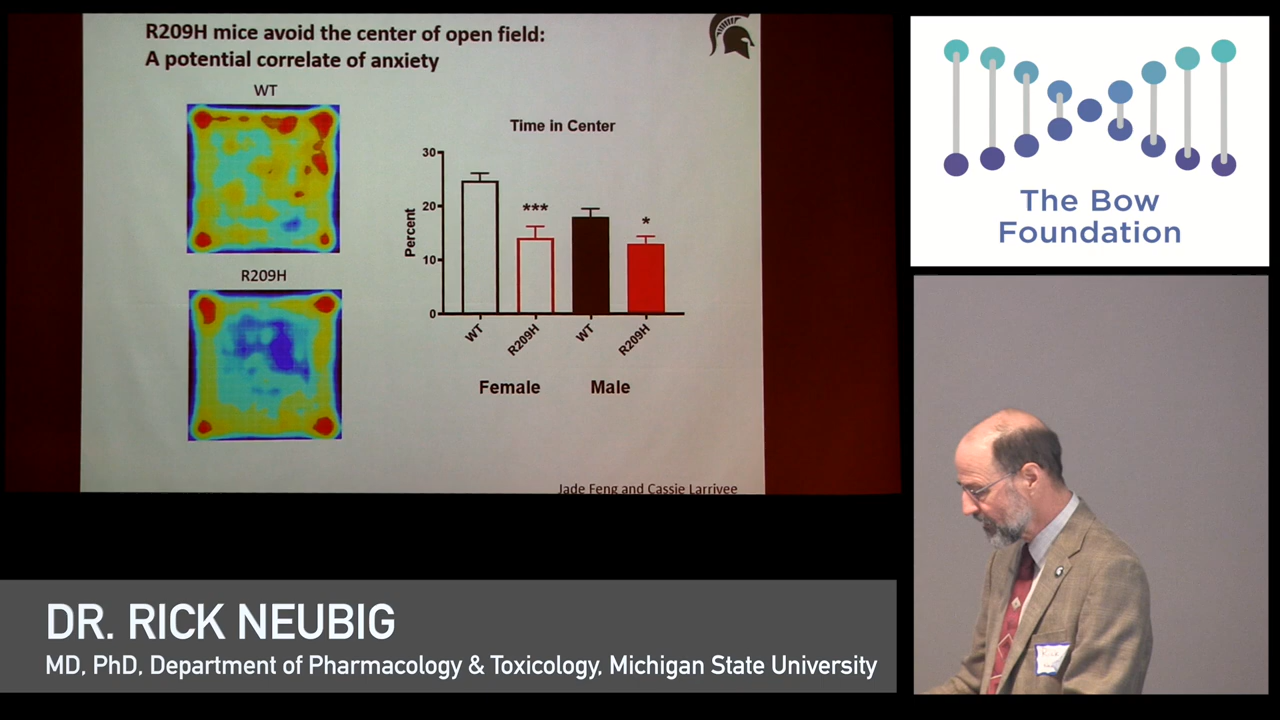 R209H mice avoid the center of open field:
A potential correlate of anxiety
WT
R209H
Time in Center
Percent
30
20
10
0
***
*
WT
R209H
WT
R209H
Female
Male
Jade Feng and Cassie Larrivee
The Bow
Foundation
DR. RICK NEUBIG
MD, PhD, Department of Pharmacology & Toxicology, Michigan State University